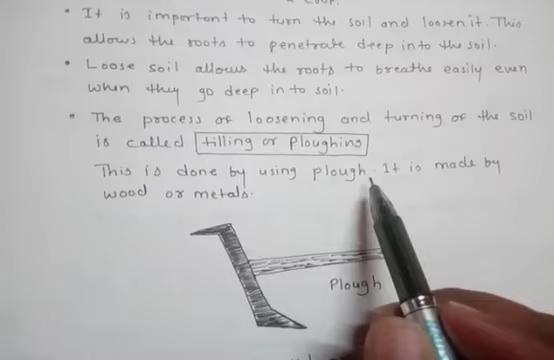 • It is important to turn the soil and loosen it. This
allows the roots to penetrate deep into the soil.
• Loose soil allows the roots to breathe easily even
when they go deep in to soil.
• The process of loosening and turning of the soil
is called tilling or Ploughing
This is done by using plough. It is made by
wood or metals.
Plough